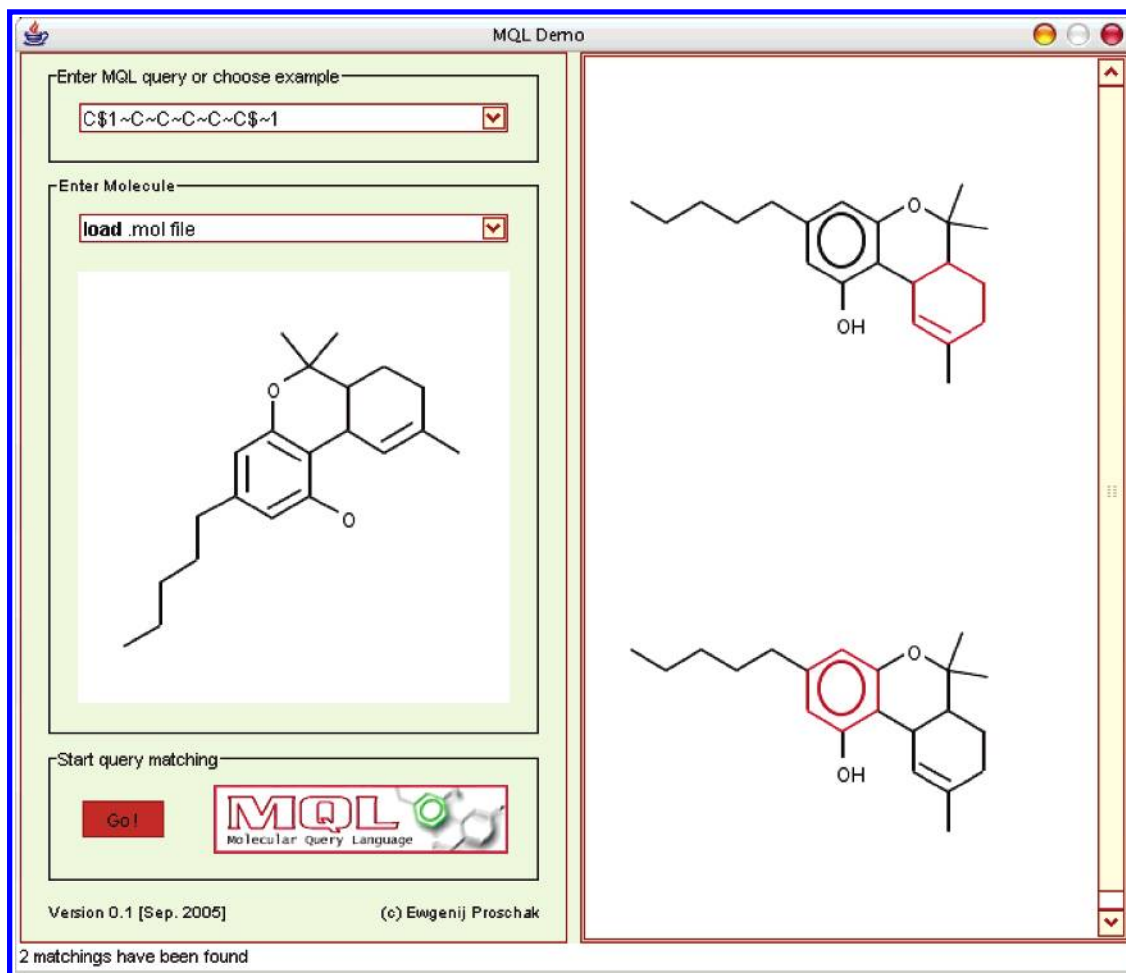 MQL Demo
Enter MQL query or choose example
C$1~C~C~C~C~C$~1
Enter Molecule
load .mol file
O
O
Start query matching
Go!
MQL
Molecular Query Language
Version 0.1 [Sep. 2005]
(c) Ewgenij Proschak
2 matchings have been found
O
OH
O
OH